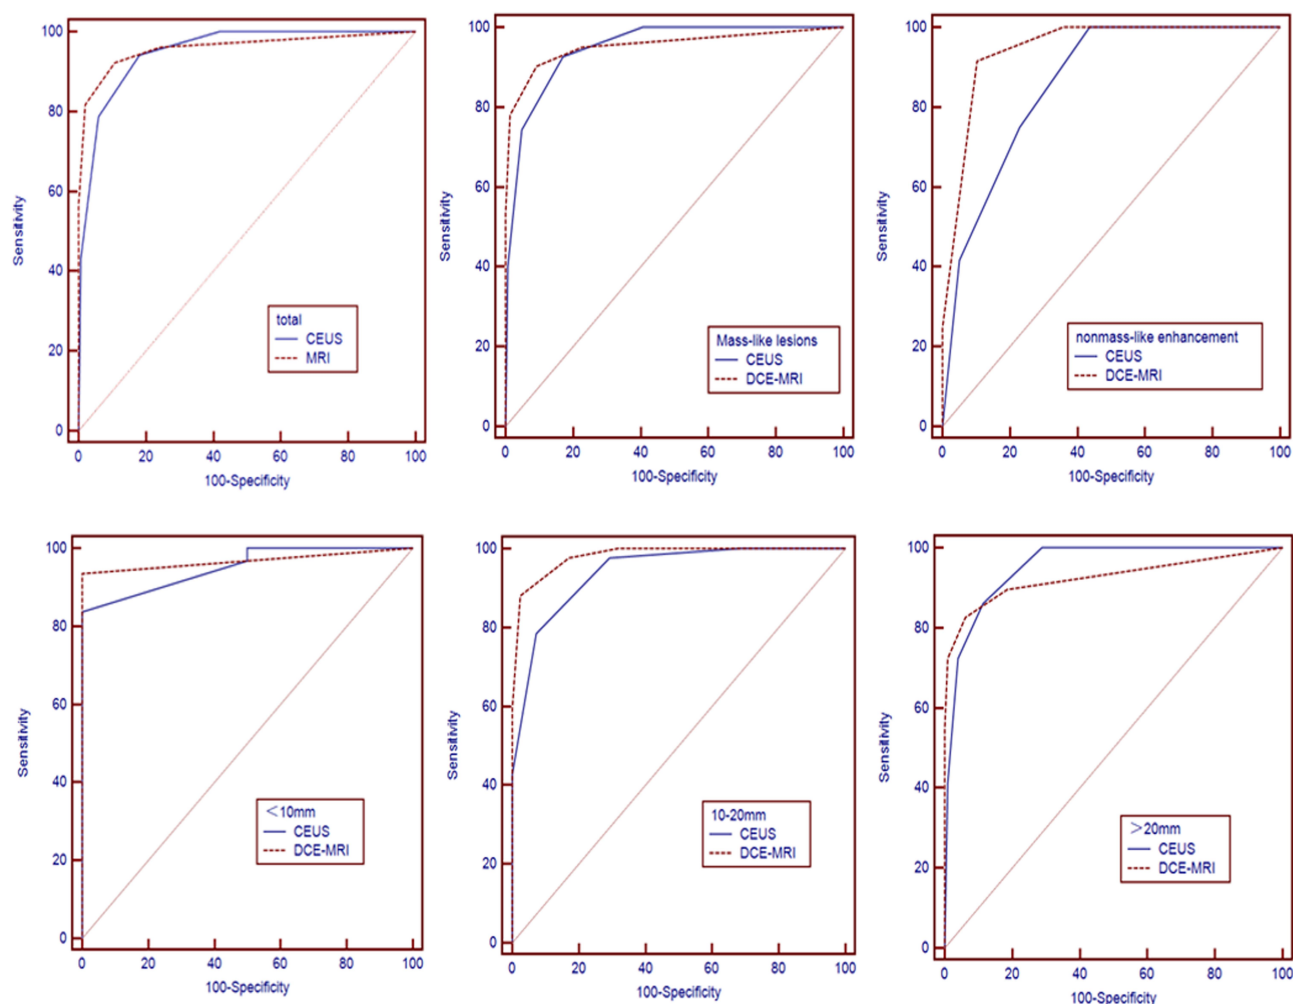 100
80
60
40
20
0
Sensitivity
total
CEUS
MRI
0 20 40 60 80 100
100-Specificity
100
80
60
40
20
0
Sensitivity
Mass-like lesions
CEUS
DCE-MRI
0 20 40 60 80 100
100-Specificity
100
80
60
40
20
0
Sensitivity
nonmass-like enhancement
CEUS
DCE-MRI
0 20 40 60 80 100
100-Specificity
100
80
60
40
20
0
Sensitivity
<10mm
CEUS
DCE-MRI
0 20 40 60 80 100
100-Specificity
100
80
60
40
20
0
Sensitivity
10-20mm
CEUS
DCE-MRI
0 20 40 60 80 100
100-Specificity
100
80
60
40
20
0
Sensitivity
>20mm
CEUS
DCE-MRI
0 20 40 60 80 100
100-Specificity